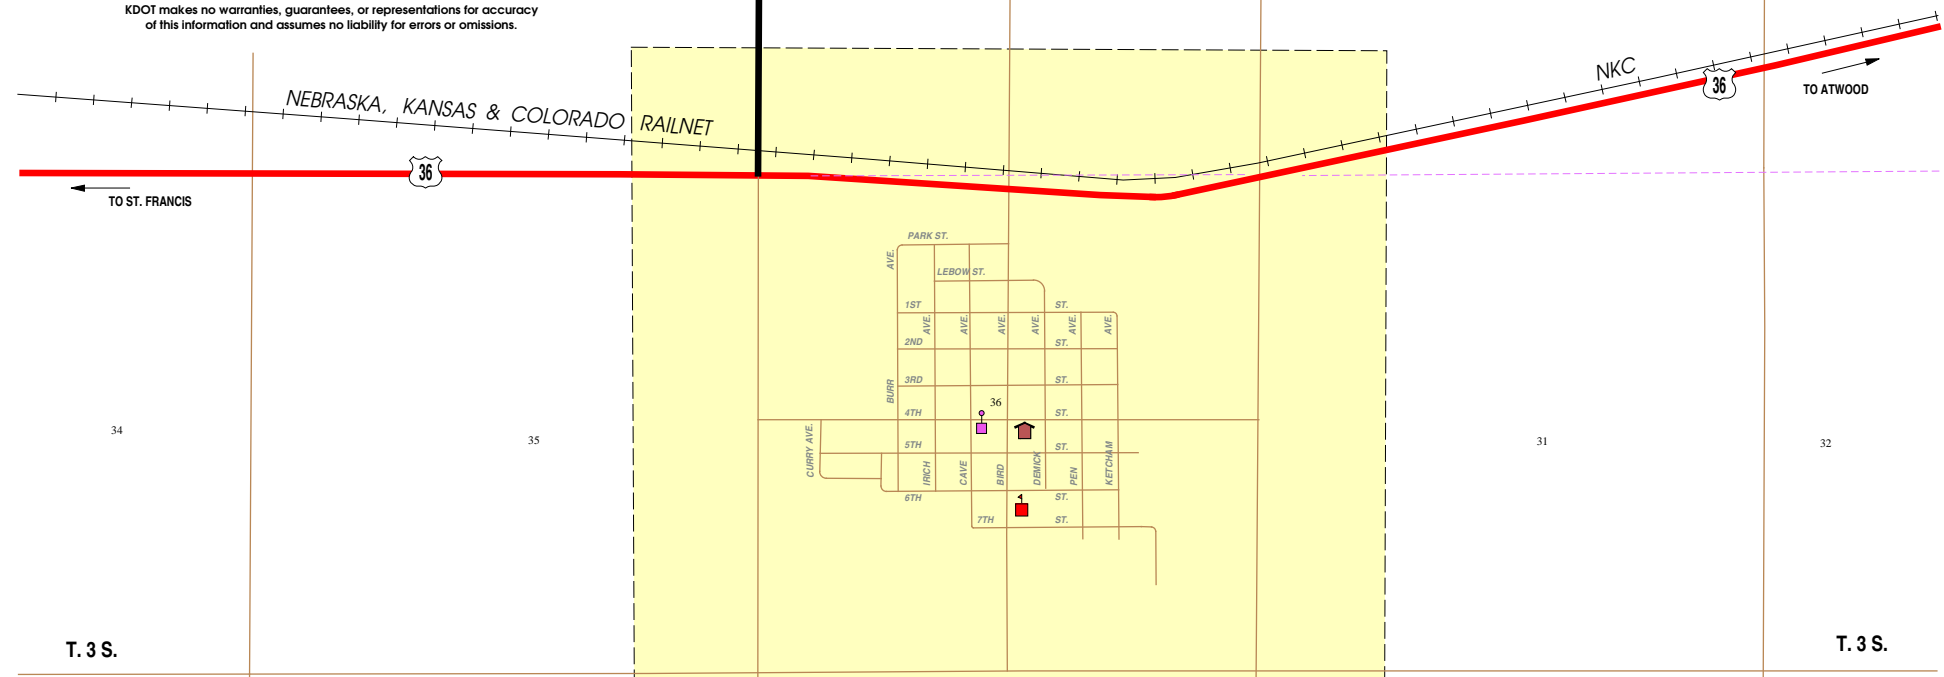 KDOT makes no warranties, guarantees, or representations for accuracy
of this information and assumes no liability for errors or omissions.
NEBRASKA, KANSAS & COLORADO RAILNET
NKC
36
TO ATWOOD
36
TO ST. FRANCIS
PARK ST.
AVE.
LEBOW ST.
1ST ST.
AVE. AVE. AVE. AVE. AVE. AVE.
2ND ST.
3RD ST.
BURR
36
4TH ST.
34
35
31
32
CURRY AVE.
5TH ST.
IRICH CAVE BIRD DEMICK PEN KETCHAM
6TH ST.
7TH ST.
T. 3 S.
T. 3 S.